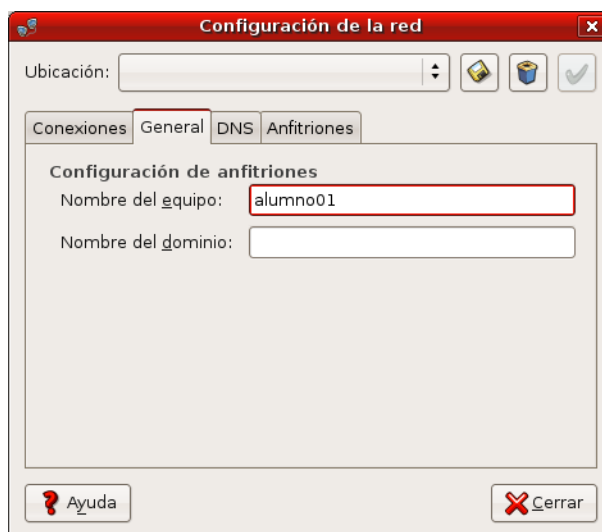 Configuración de la red
Ubicación:
Conexiones General DNS Anfitriones
Configuración de anfitriones
Nombre del equipo: alumno01
Nombre del dominio:
Ayuda Cerrar